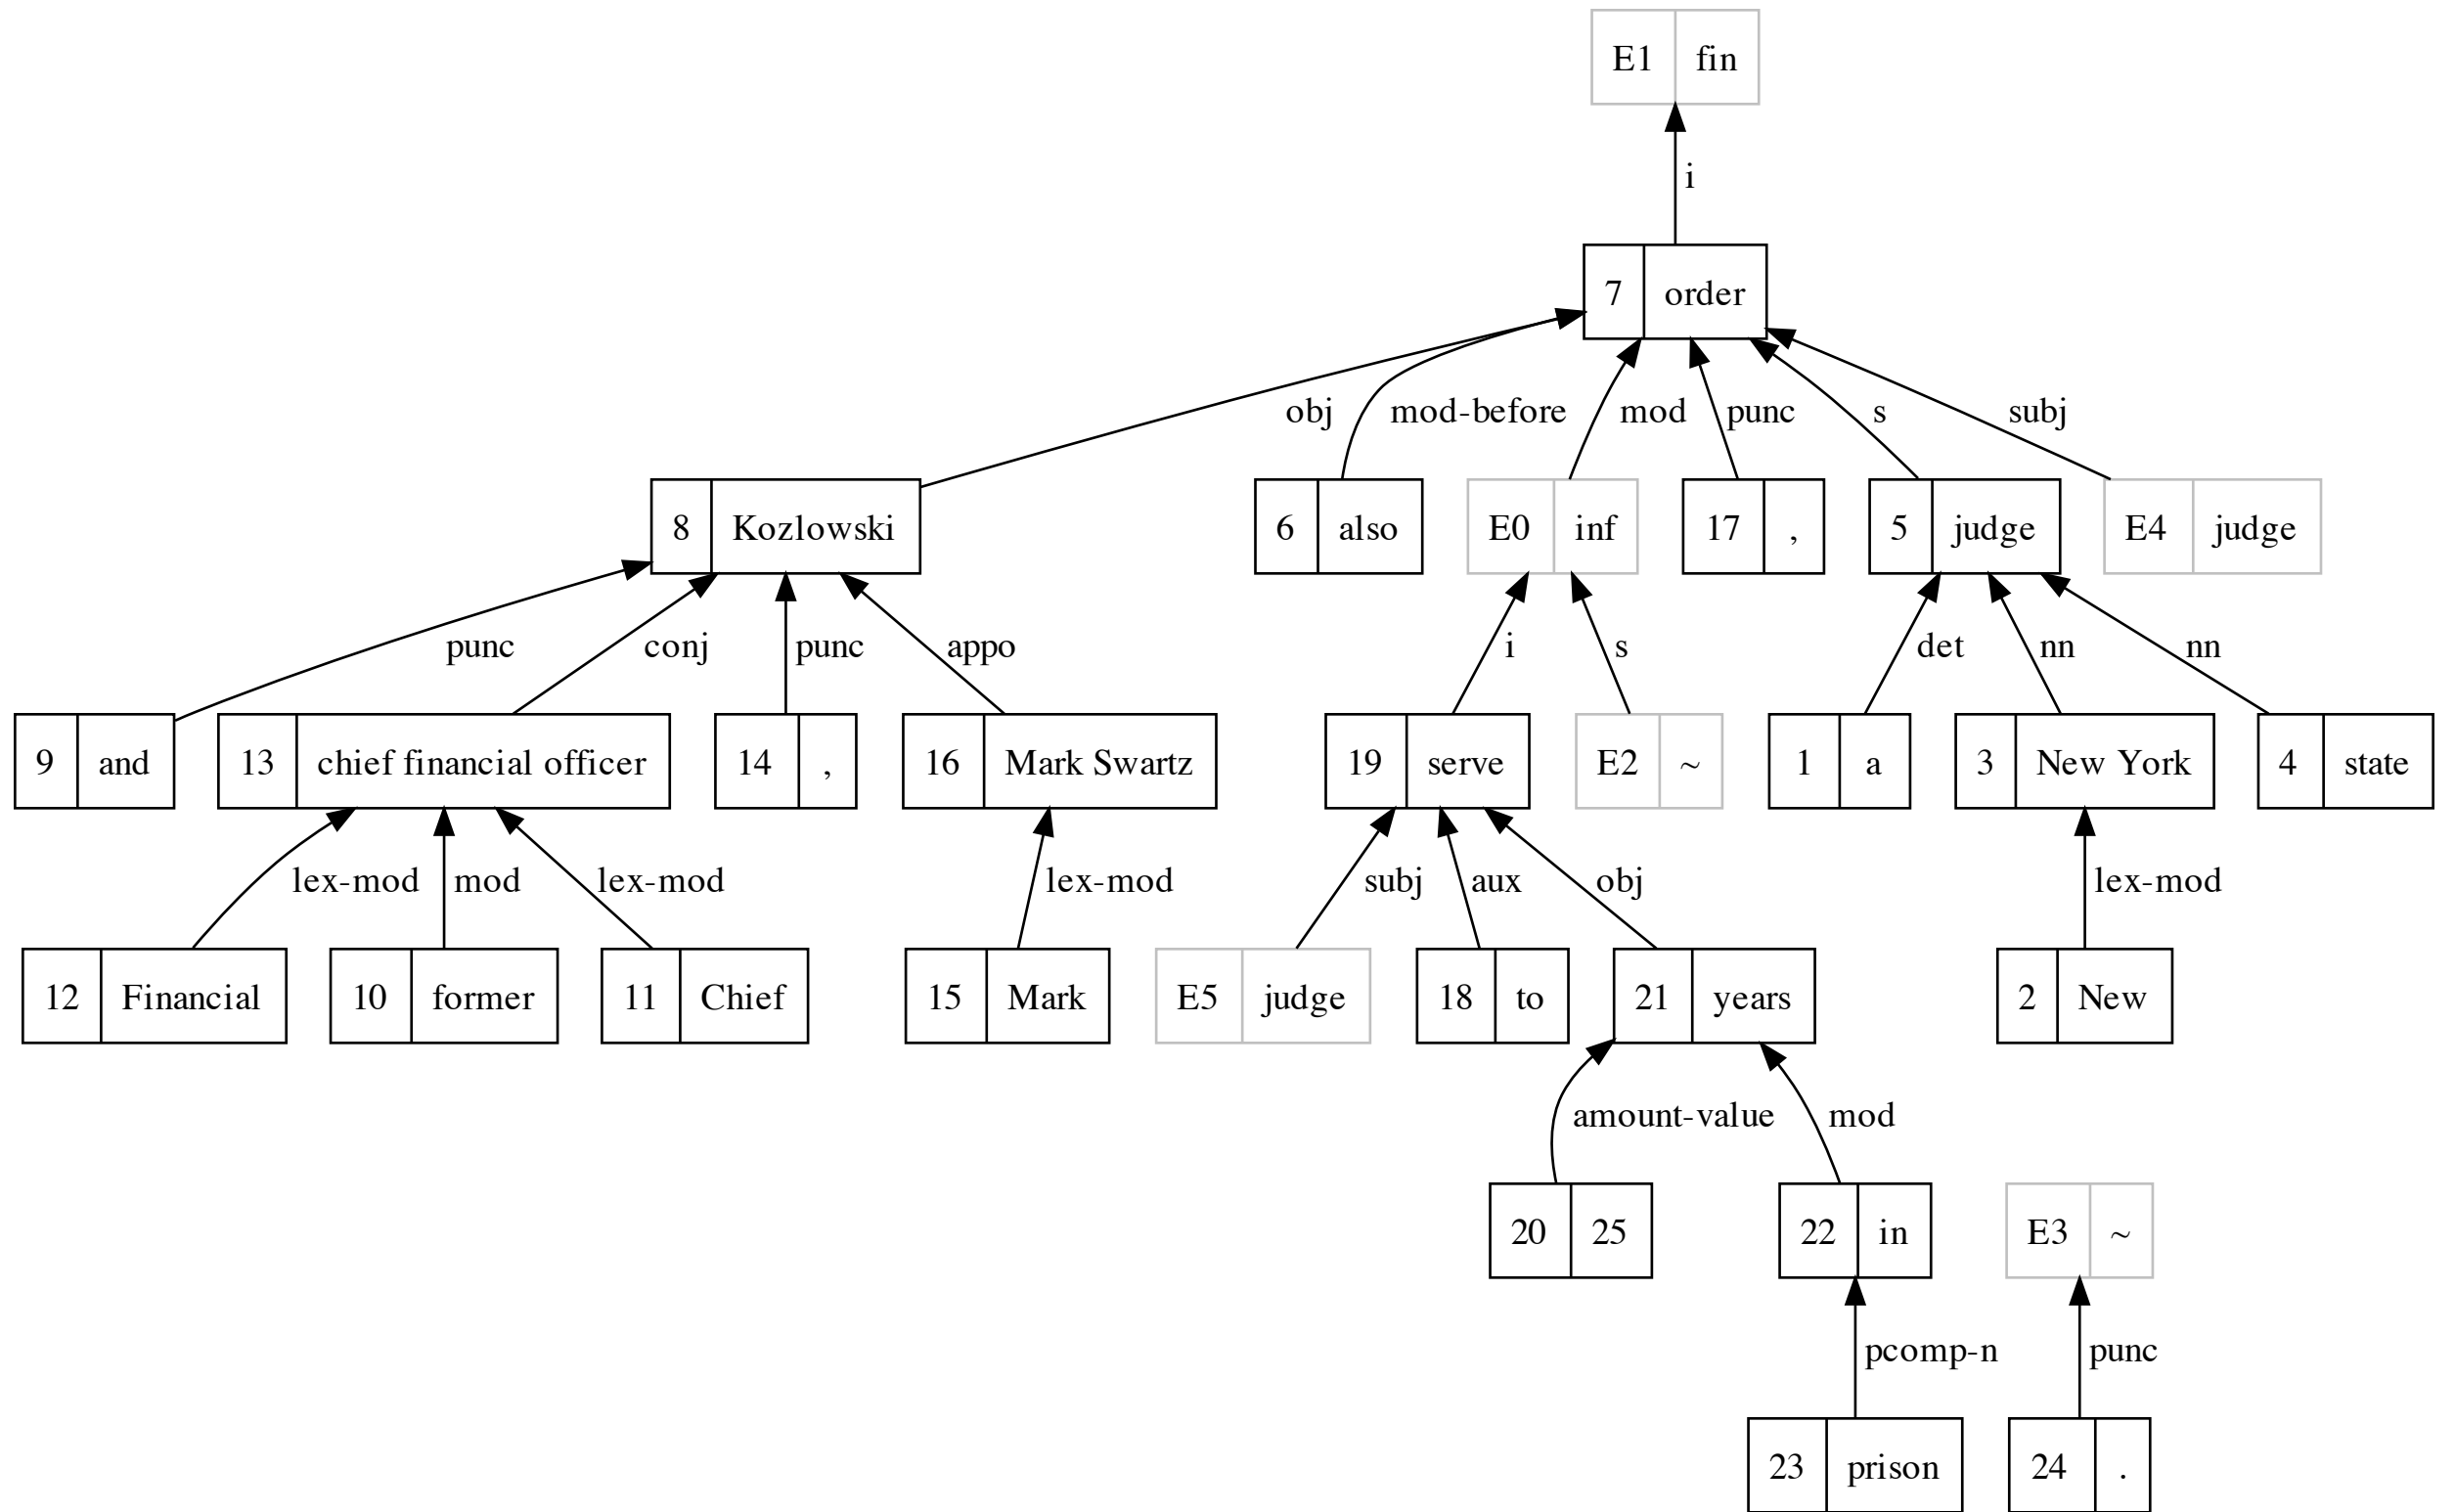 E1 fin
i
7 order
obj mod-before mod punc s subj
8 Kozlowski 6 also E0 inf 17 , 5 judge E4 judge
punc conj punc appo i s det nn nn
9 and 13 chief financial officer 14 , 16 Mark Swartz 19 serve E2 ~ 1 a 3 New York 4 state
lex-mod mod lex-mod lex-mod subj aux obj lex-mod
12 Financial 10 former 11 Chief 15 Mark E5 judge 18 to 21 years 2 New
amount-value mod
20 25 22 in E3 ~
pcomp-n punc
23 prison 24 .